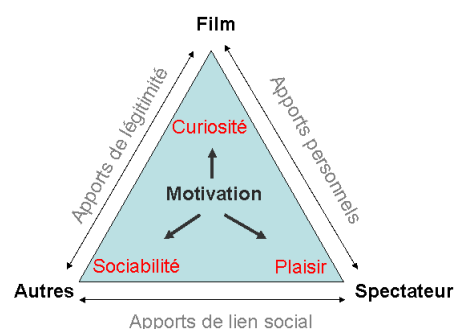 Film
Apports de légitimité
Apports personnels
Curiosité
Motivation
Sociabilité
Plaisir
Autres
Spectateur
Apports de lien social